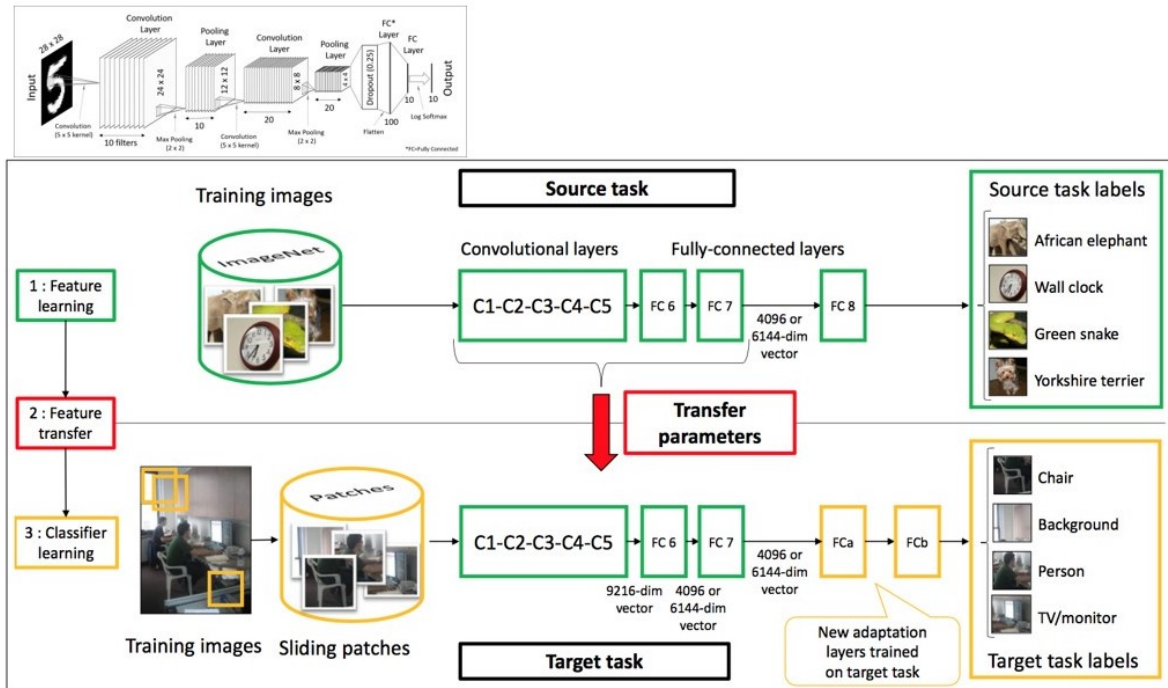 Convolution
Layer
Pooling
Layer
Convolution
Layer
Pooling
Layer
FC*
Layer
FC
Layer
28 x 28
Input
5
24 x 24
12 x 12
8 x 8
4 x 4
Dropout (0.25)
Output
Convolution
(5 x 5 kernel)
10 filters
Max Pooling
(2 x 2)
10
Convolution
(5 x 5 kernel)
20
Max Pooling
(2 x 2)
20
Flatten
100
10
Log Softmax
10
*FC=Fully Connected
Training images
Source task
Source task labels
ImageNet
Convolutional layers
Fully-connected layers
1 : Feature
learning
C1-C2-C3-C4-C5
FC 6
FC 7
4096 or
6144-dim
vector
FC 8
African elephant
Wall clock
Green snake
Yorkshire terrier
2 : Feature
transfer
Transfer
parameters
3 : Classifier
learning
Patches
C1-C2-C3-C4-C5
FC 6
FC 7
4096 or
6144-dim
vector
FCa
FCb
9216-dim
vector
4096 or
6144-dim
vector
Chair
Background
Person
TV/monitor
Training images
Sliding patches
Target task
New adaptation
layers trained
on target task
Target task labels